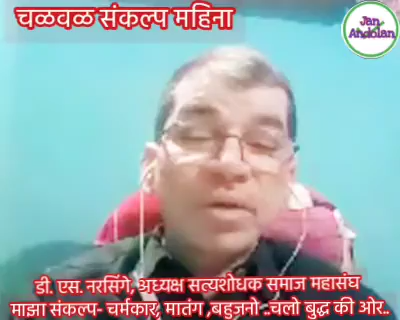 चळवळ संकल्प महिना
Jan
Andolan
डी. एस. नरसिंगे, अध्यक्ष सत्यशोधक समाज महासंघ
माझा संकल्प- चर्मकार, मातंग ,बहुजनो ..चलो बुद्ध की ओर..